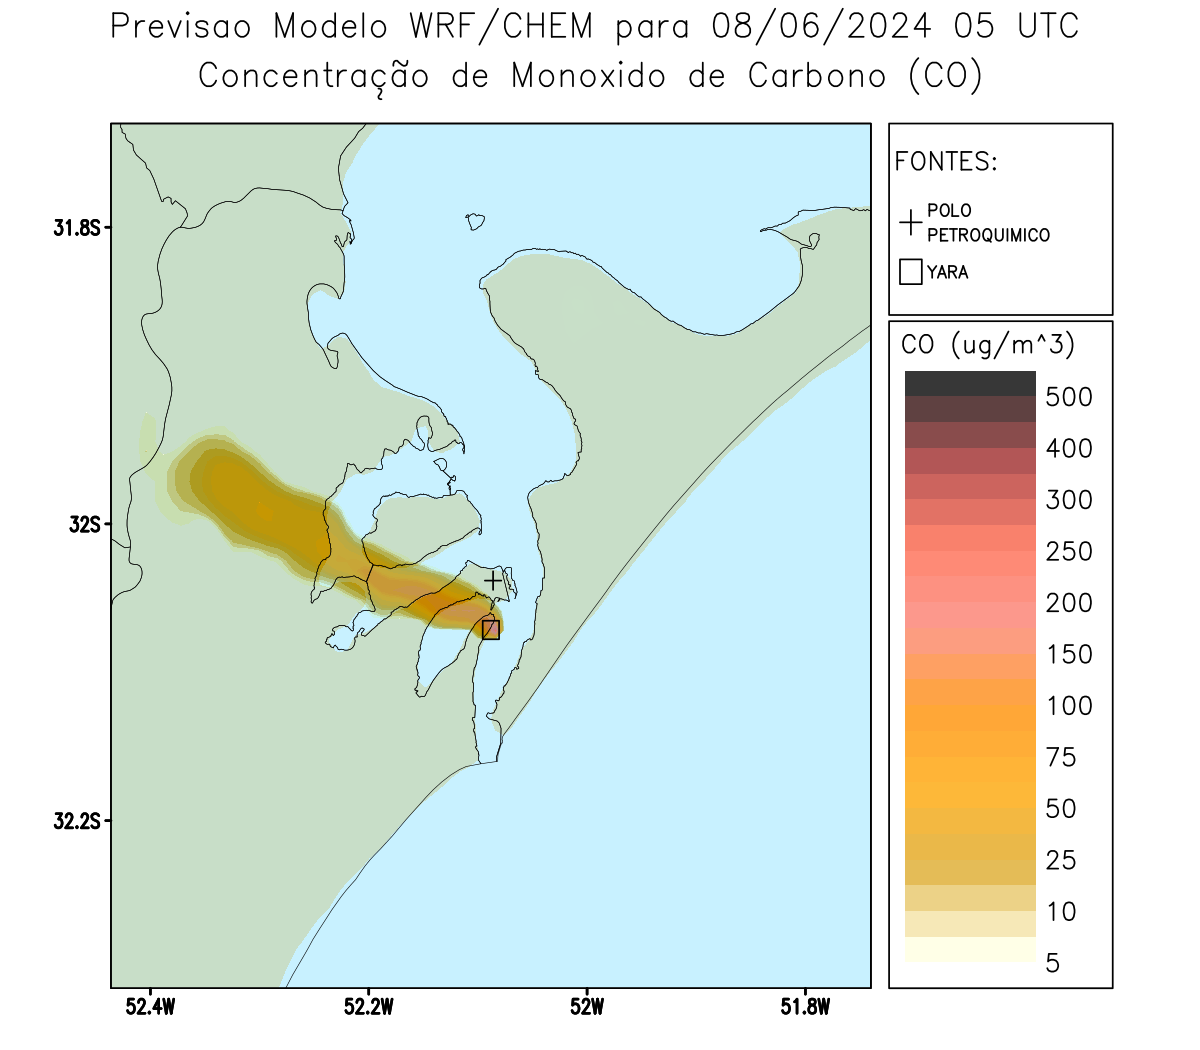 Previsao Modelo WRF/CHEM para 08/06/2024 05 UTC
Concentração de Monoxido de Carbono (CO)
FONTES:
POLO
PETROQUIMICO
YARA
CO (ug/m^3)
500
400
300
250
200
150
100
75
50
25
10
5
31.8S
32S
32.2S
52.4W
52.2W
52W
51.8W